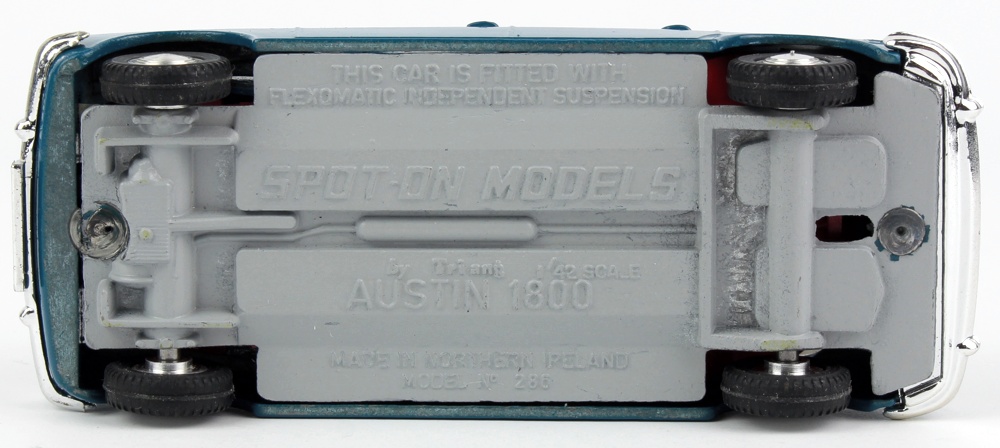 THIS CAR IS FITTED WITH
FLEXOMATIC INDEPENDENT SUSPENSION
SPOT-ON MODELS
by Tri ang 1/42 SCALE
AUSTIN 1800
MADE IN NORTHERN IRELAND
MODEL Nº 286